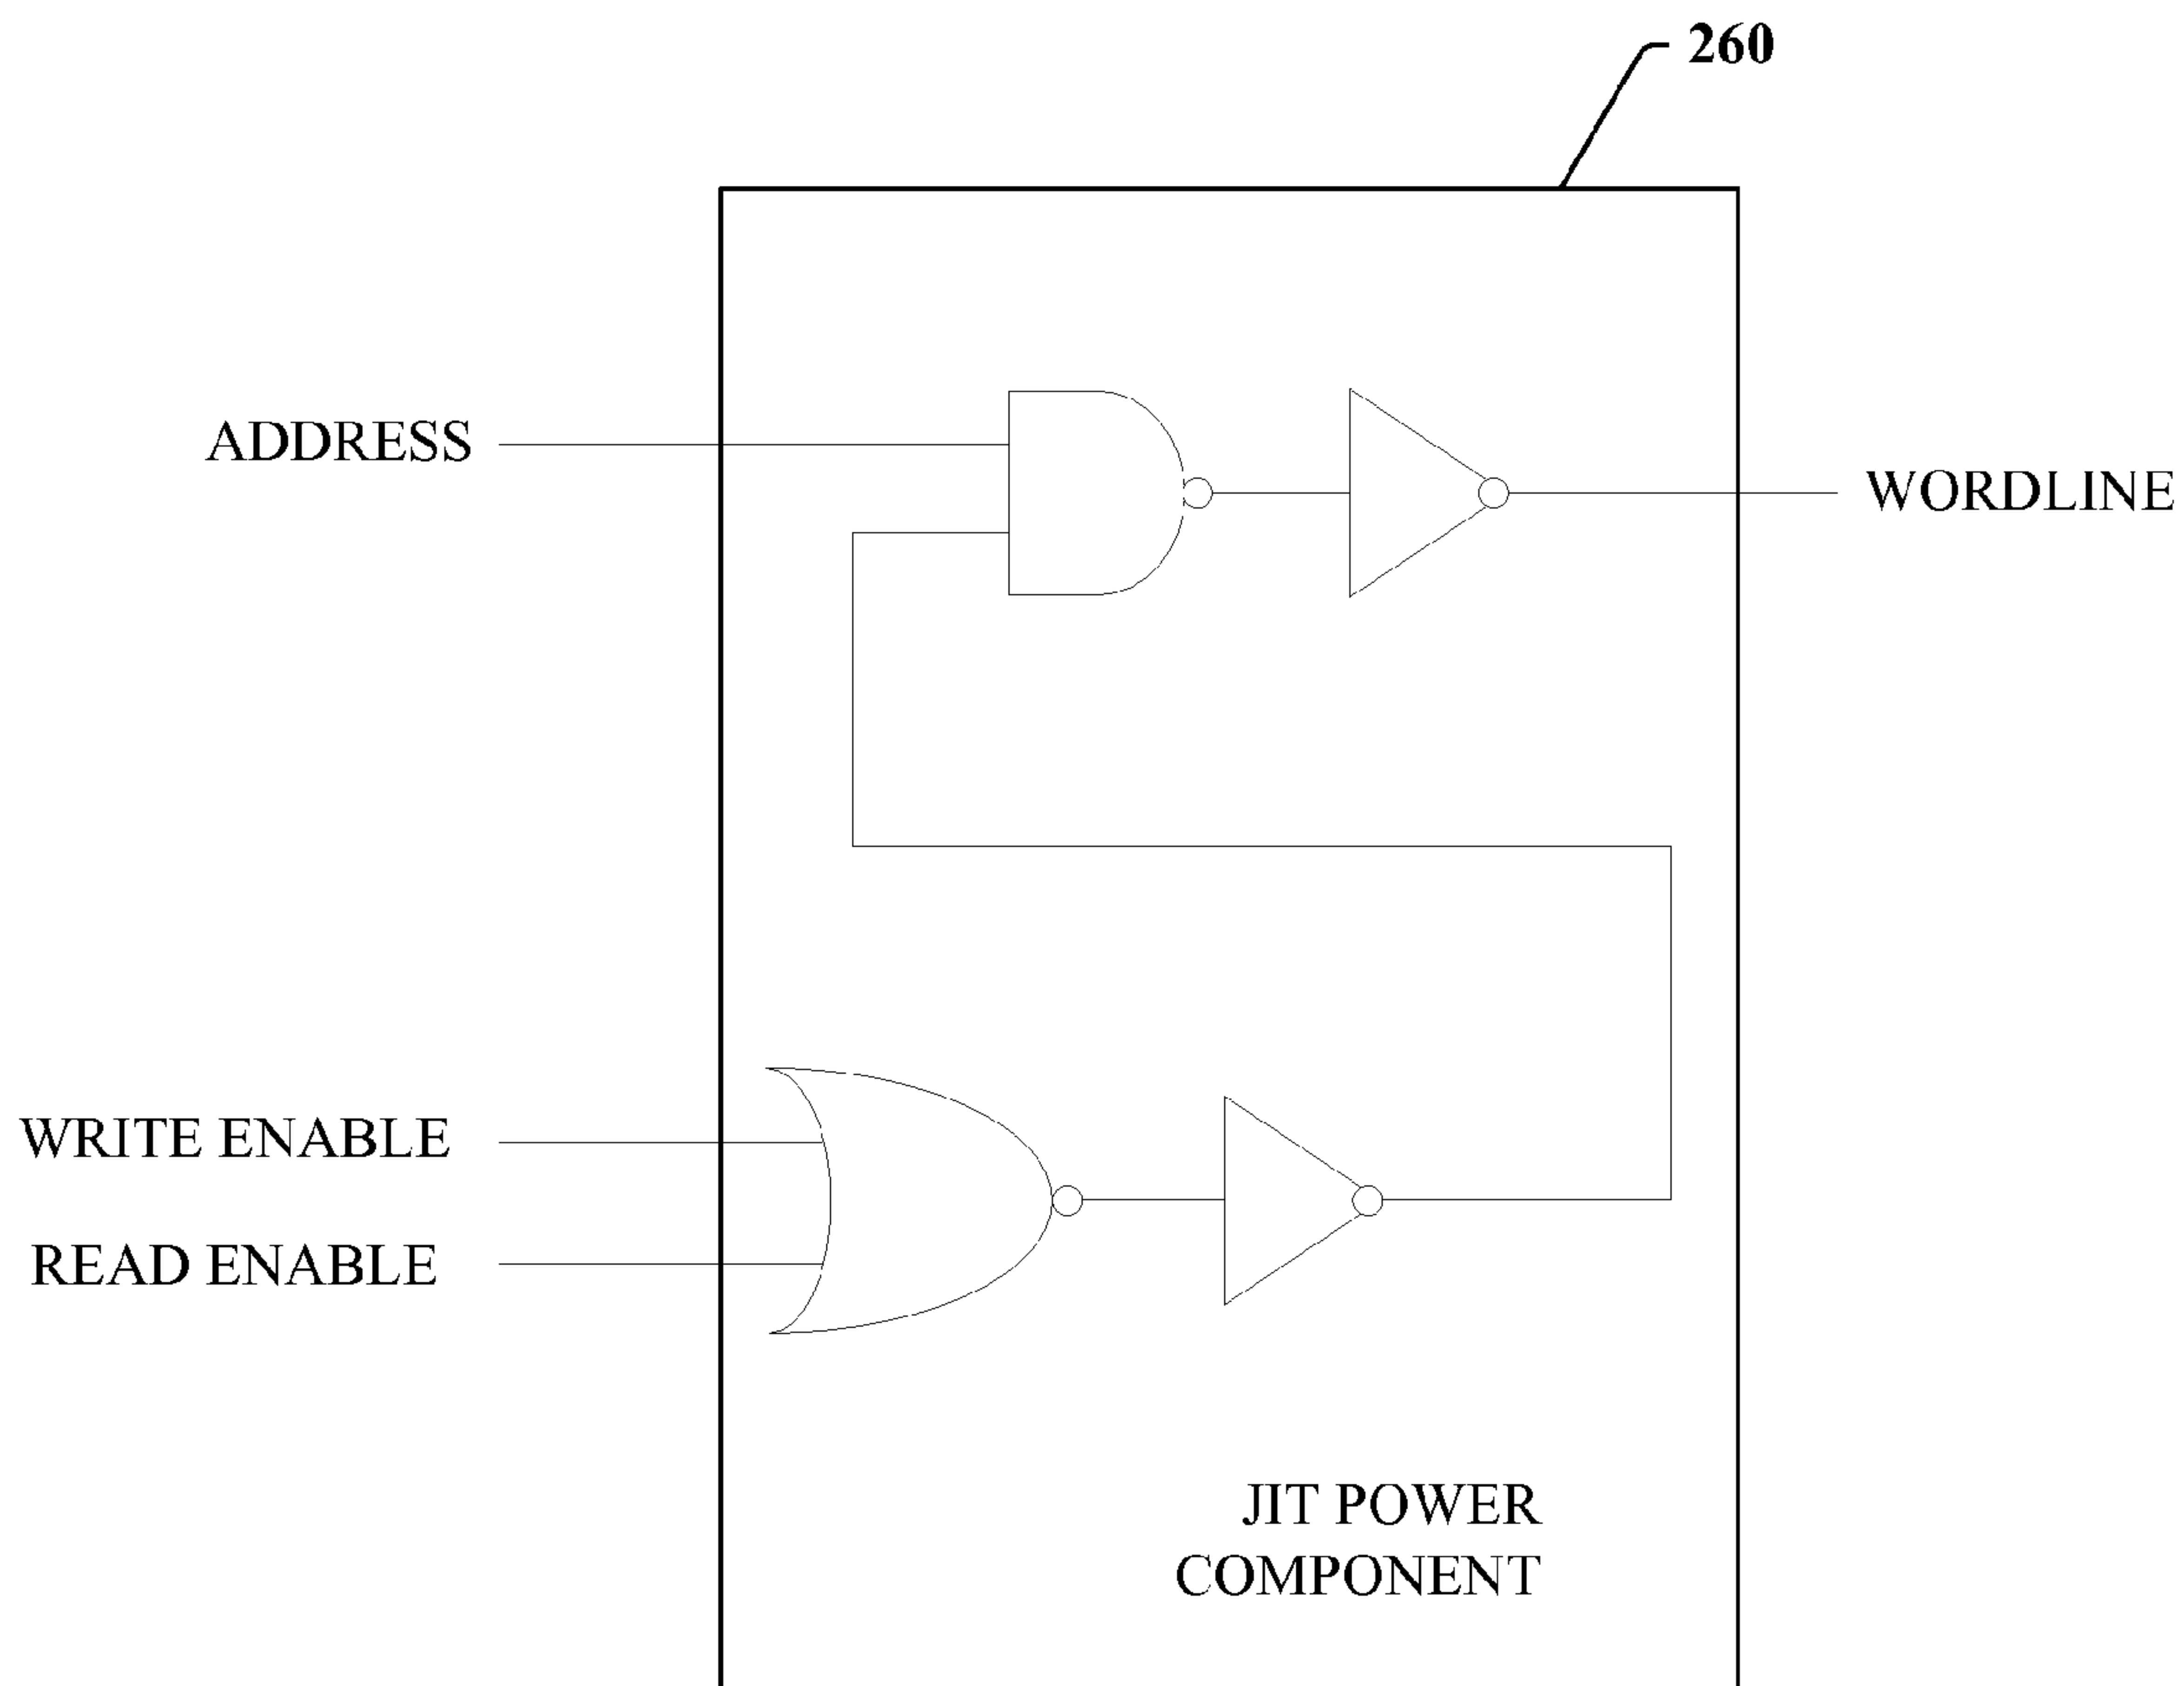 260
ADDRESS
WORDLINE
WRITE ENABLE
READ ENABLE
JIT POWER
COMPONENT